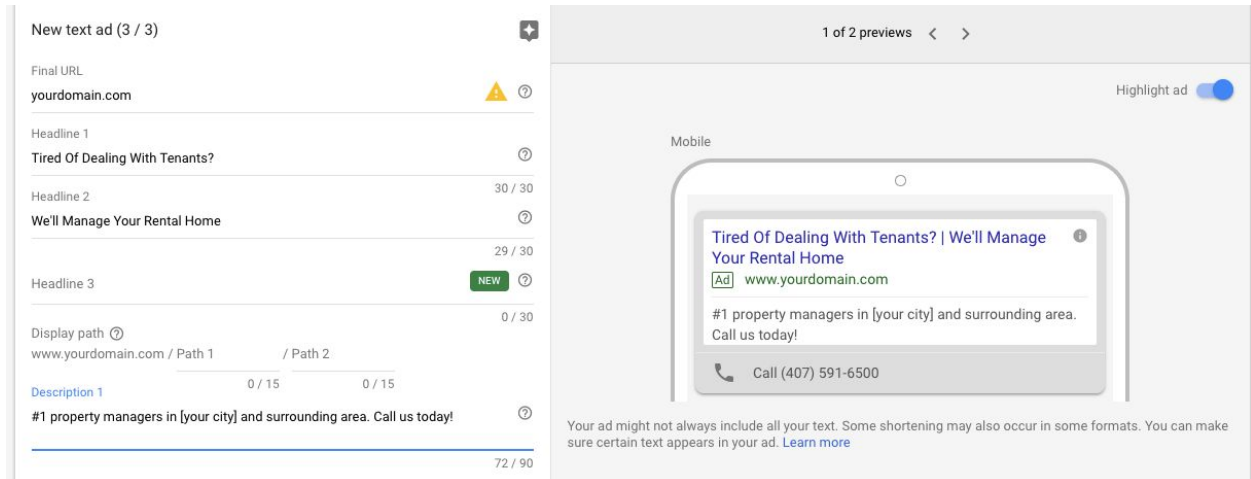 New text ad (3 / 3)
Final URL
yourdomain.com
Headline 1
Tired Of Dealing With Tenants?
30 / 30
Headline 2
We'll Manage Your Rental Home
29 / 30
Headline 3
NEW
0 / 30
Display path
www.yourdomain.com / Path 1 / Path 2
0 / 15 0 / 15
Description 1
#1 property managers in [your city] and surrounding area. Call us today!
72 / 90
1 of 2 previews
Highlight ad
Mobile
Tired Of Dealing With Tenants? | We'll Manage
Your Rental Home
Ad www.yourdomain.com
#1 property managers in [your city] and surrounding area.
Call us today!
Call (407) 591-6500
Your ad might not always include all your text. Some shortening may also occur in some formats. You can make
sure certain text appears in your ad. Learn more